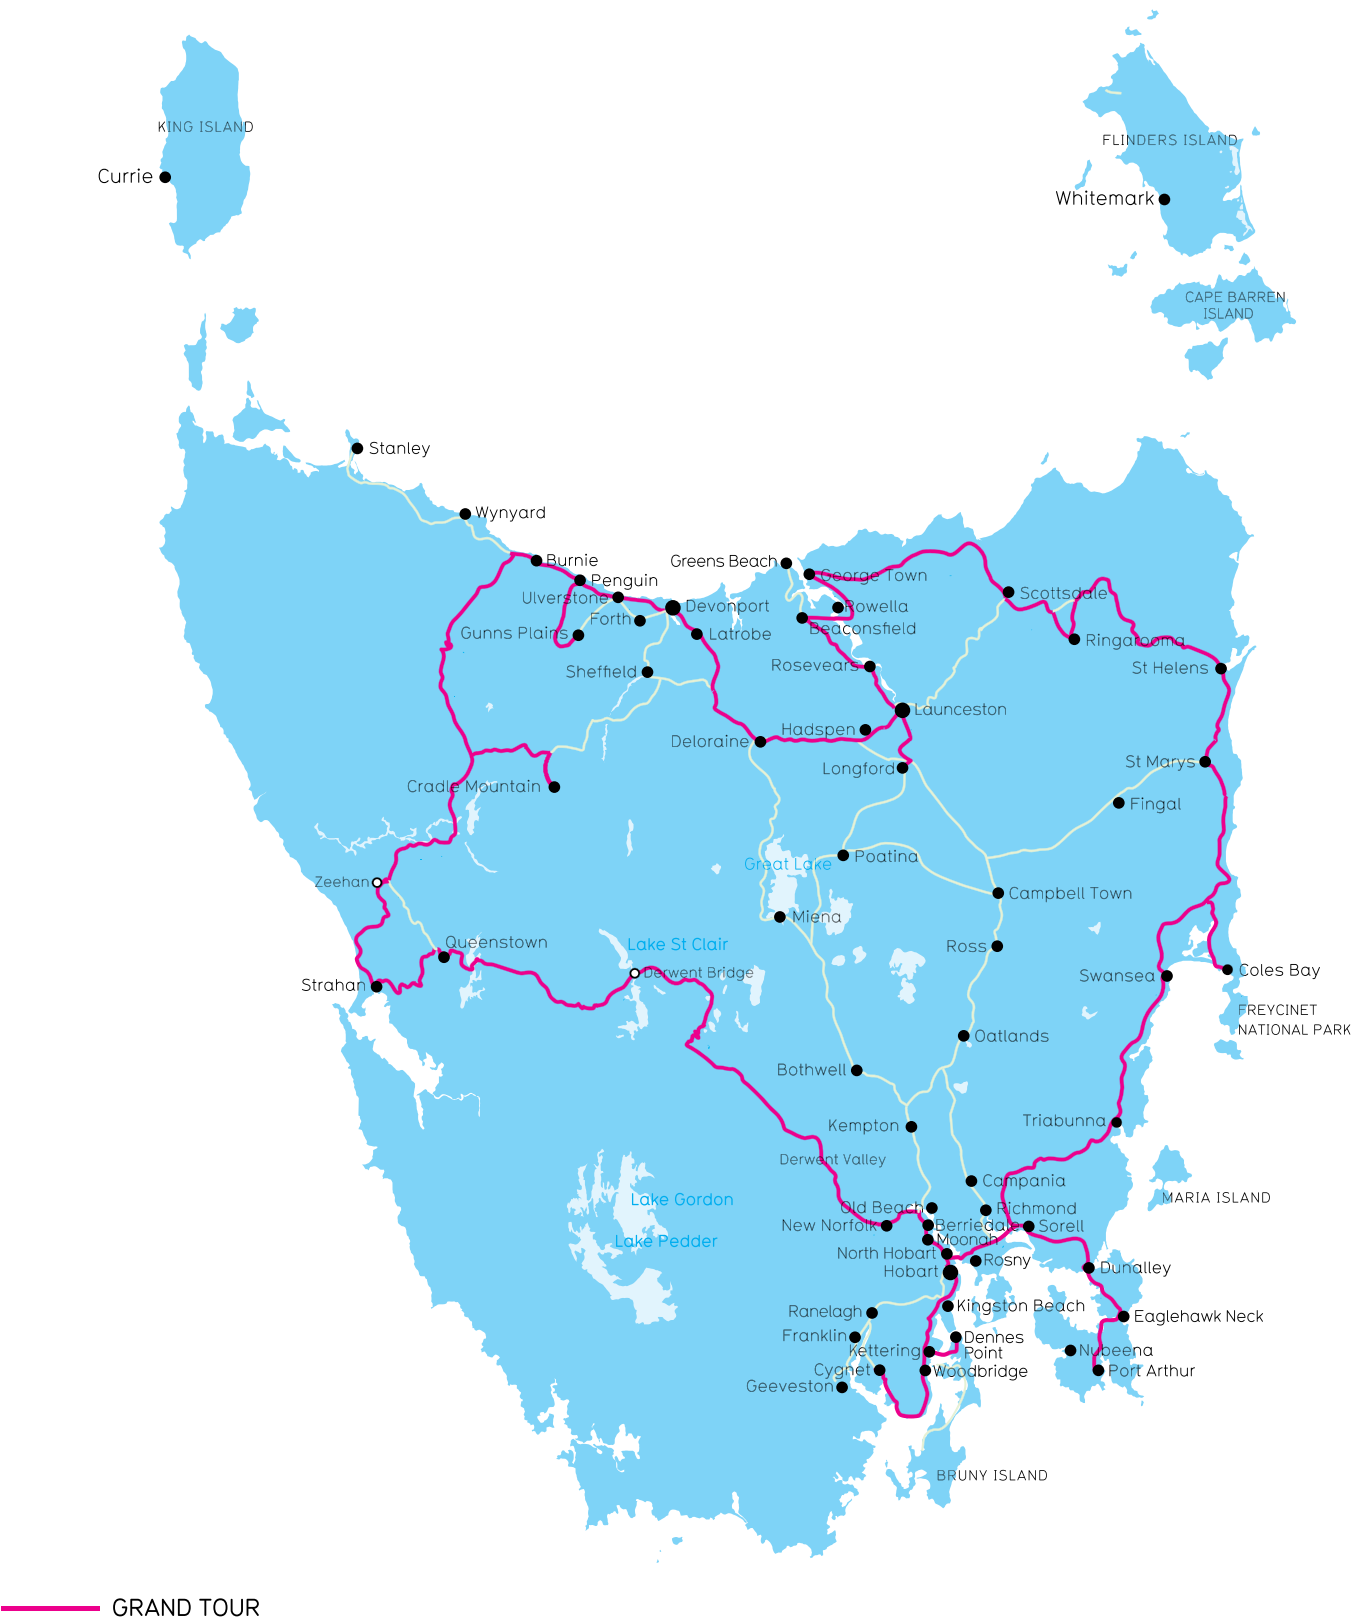 KING ISLAND
FLINDERS ISLAND
Currie
Whitemark
CAPE BARREN
ISLAND
Stanley
Wynyard
Burnie
Greens Beach
Penguin
George Town
Ulverstone
Devonport
Rowella
Scottsdale
Forth
Gunns Plains
Latrobe
Beaconsfield
Ringarooma
Sheffield
Rosevears
St Helens
Launceston
Hadspen
Deloraine
Longford
St Marys
Cradle Mountain
Fingal
Great Lake
Poatina
Zeehan
Campbell Town
Miena
Queenstown
Lake St Clair
Ross
Derwent Bridge
Swansea
Coles Bay
Strahan
FREYCINET
NATIONAL PARK
Oatlands
Bothwell
Triabunna
Kempton
Derwent Valley
Campania
Lake Gordon
MARIA ISLAND
Old Beach
Richmond
New Norfolk
Berriedale
Sorell
Lake Pedder
Moonah
North Hobart
Rosny
Hobart
Dunalley
Ranelagh
Kingston Beach
Eaglehawk Neck
Franklin
Dennes
Point
Kettering
Nubeena
Cygnet
Woodbridge
Port Arthur
Geeveston
BRUNY ISLAND
GRAND TOUR